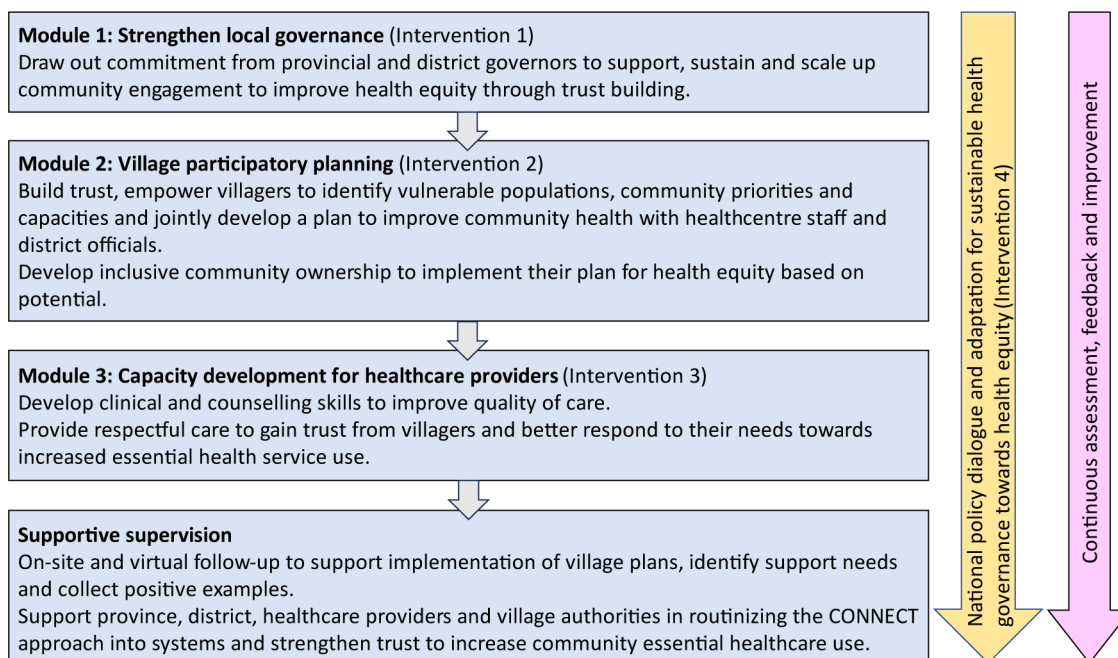 Module 1: Strengthen local governance (Intervention 1)
Draw out commitment from provincial and district governors to support, sustain and scale up
community engagement to improve health equity through trust building.
Module 2: Village participatory planning (Intervention 2)
Build trust, empower villagers to identify vulnerable populations, community priorities and
capacities and jointly develop a plan to improve community health with healthcentre staff and
district officials.
Develop inclusive community ownership to implement their plan for health equity based on
potential.
Module 3: Capacity development for healthcare providers (Intervention 3)
Develop clinical and counselling skills to improve quality of care.
Provide respectful care to gain trust from villagers and better respond to their needs towards
increased essential health service use.
Supportive supervision
On-site and virtual follow-up to support implementation of village plans, identify support needs
and collect positive examples.
Support province, district, healthcare providers and village authorities in routinizing the CONNECT
approach into systems and strengthen trust to increase community essential healthcare use.
National policy dialogue and adaptation for sustainable health
governance towards health equity (Intervention 4)
Continuous assessment, feedback and improvement